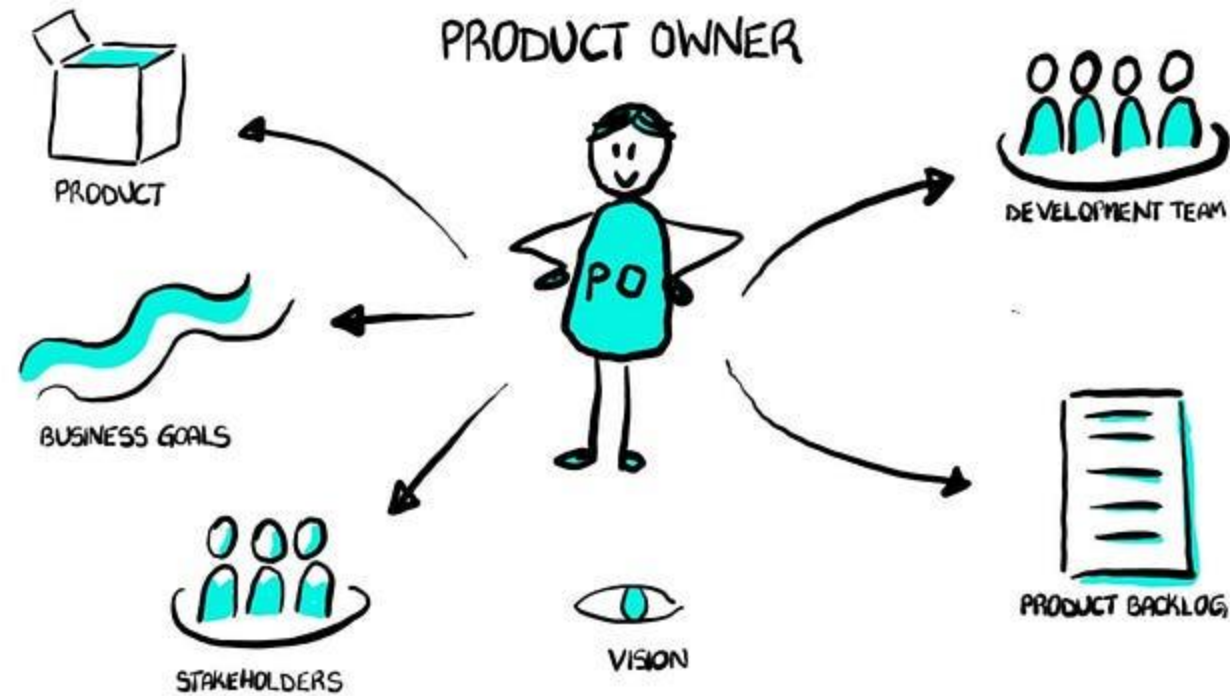 PRODUCT OWNER
PRODUCT
DEVELOPMENT TEAM
PO
BUSINESS GOALS
PRODUCT BACKLOG
STAKEHOLDERS
VISION